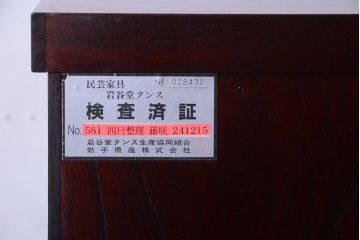 民芸家具 № 028432
岩谷堂タンス
検査済証
No. 581 四尺整理 藤咲 241215
岩谷堂タンス生産協同組合
岩手県産株式会社